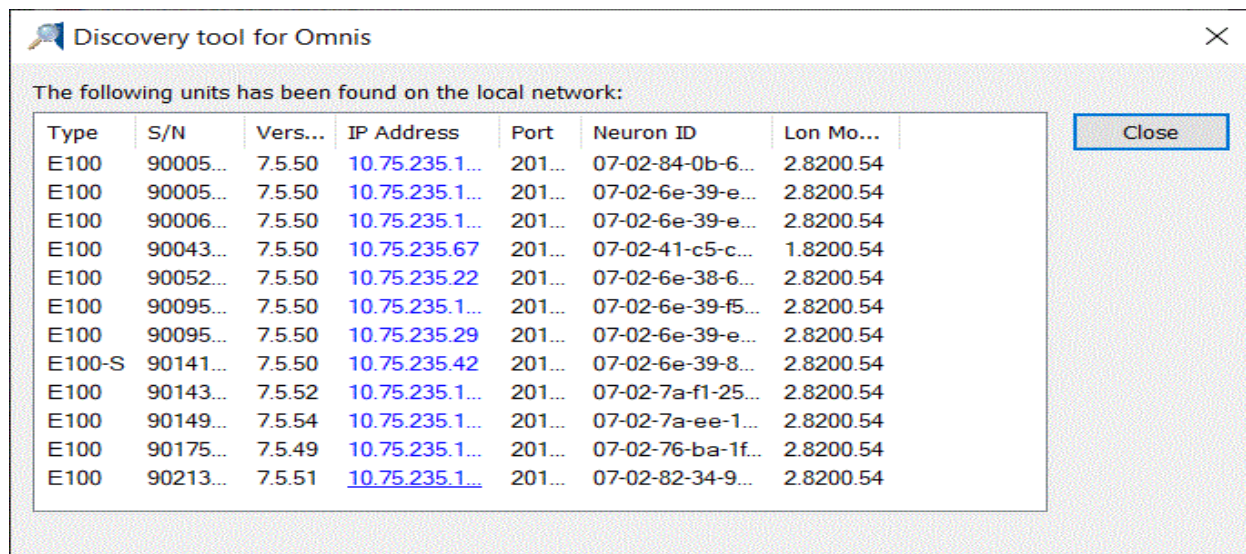 Discovery tool for Omnis
The following units has been found on the local network:
Type S/N Vers... IP Address Port Neuron ID Lon Mo... Close
E100 90005... 7.5.50 10.75.235.1... 201... 07-02-84-0b-6... 2.8200.54
E100 90005... 7.5.50 10.75.235.1... 201... 07-02-6e-39-e... 2.8200.54
E100 90006... 7.5.50 10.75.235.1... 201... 07-02-6e-39-e... 2.8200.54
E100 90043... 7.5.50 10.75.235.67 201... 07-02-41-c5-c... 1.8200.54
E100 90052... 7.5.50 10.75.235.22 201... 07-02-6e-38-6... 2.8200.54
E100 90095... 7.5.50 10.75.235.1... 201... 07-02-6e-39-f5... 2.8200.54
E100 90095... 7.5.50 10.75.235.29 201... 07-02-6e-39-e... 2.8200.54
E100-S 90141... 7.5.50 10.75.235.42 201... 07-02-6e-39-8... 2.8200.54
E100 90143... 7.5.52 10.75.235.1... 201... 07-02-7a-f1-25... 2.8200.54
E100 90149... 7.5.54 10.75.235.1... 201... 07-02-7a-ee-1... 2.8200.54
E100 90175... 7.5.49 10.75.235.1... 201... 07-02-76-ba-1f... 2.8200.54
E100 90213... 7.5.51 10.75.235.1... 201... 07-02-82-34-9... 2.8200.54